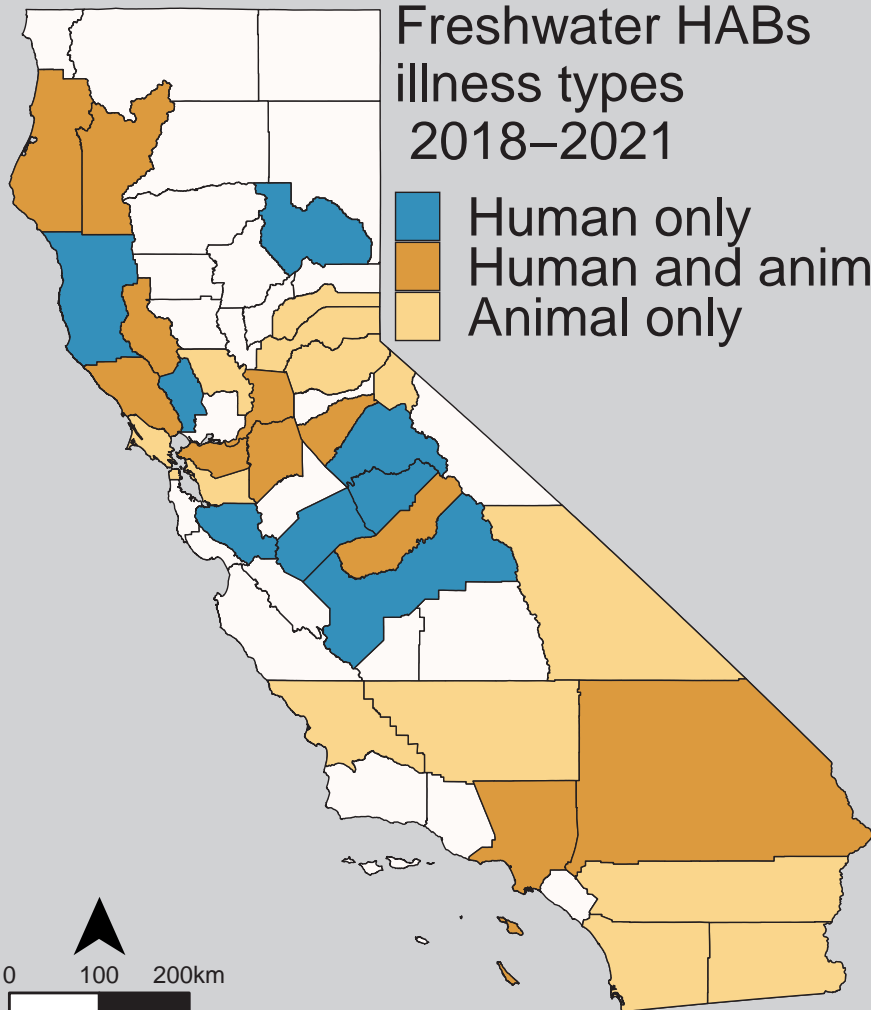 Freshwater HABs
illness types
2018–2021
Human only
Human and anim
Animal only
0 100 200km